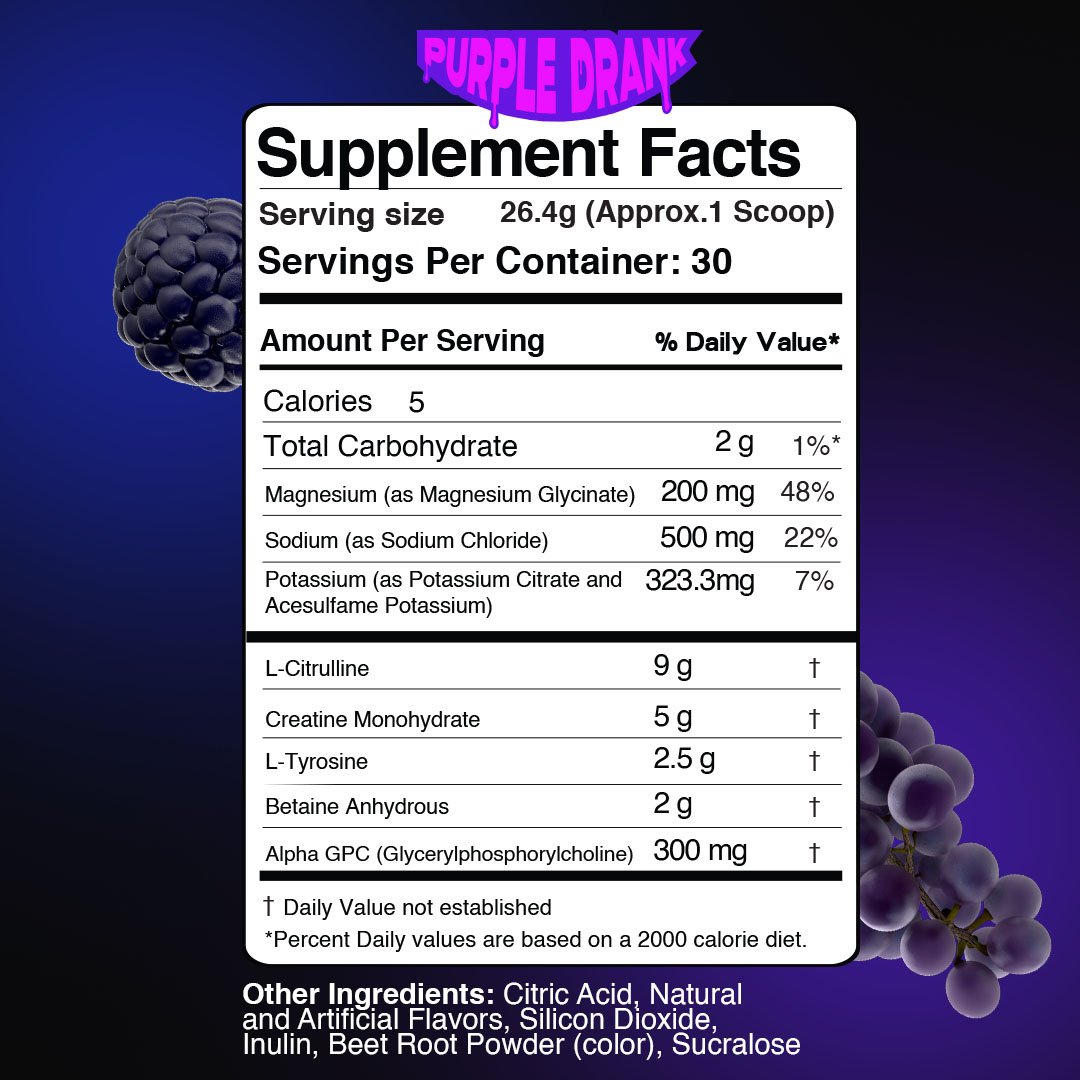 PURPLE DRANK
Supplement Facts
Serving size 26.4g (Approx.1 Scoop)
Servings Per Container: 30
Amount Per Serving % Daily Value*
Calories 5
Total Carbohydrate 2 g 1%*
Magnesium (as Magnesium Glycinate) 200 mg 48%
Sodium (as Sodium Chloride) 500 mg 22%
Potassium (as Potassium Citrate and 323.3mg 7%
Acesulfame Potassium)
L-Citrulline 9 g †
Creatine Monohydrate 5 g †
L-Tyrosine 2.5 g †
Betaine Anhydrous 2 g †
Alpha GPC (Glycerylphosphorylcholine) 300 mg †
† Daily Value not established
*Percent Daily values are based on a 2000 calorie diet.
Other Ingredients: Citric Acid, Natural
and Artificial Flavors, Silicon Dioxide,
Inulin, Beet Root Powder (color), Sucralose